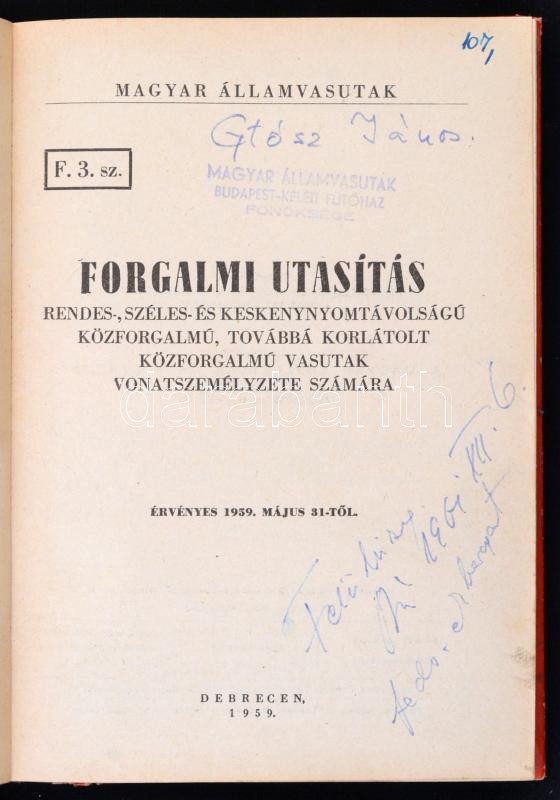 107,
MAGYAR ÁLLAMVASUTAK
Gtósz János.
F. 3. sz.
MAGYAR ÁLLAMVASUTAK
BUDAPEST-KELETI FŰTŐHÁZ
FŐNÖKSÉGE
FORGALMI UTASÍTÁS
RENDES-, SZÉLES- ÉS KESKENYNYOMTÁVOLSÁGÚ
KÖZFORGALMÚ, TOVÁBBÁ KORLÁTOLT
KÖZFORGALMÚ VASUTAK
VONATSZEMÉLYZETE SZÁMÁRA
darabanth
ÉRVÉNYES 1959. MÁJUS 31-TŐL.
1961 XII. 6.
DEBRECEN,
1959.